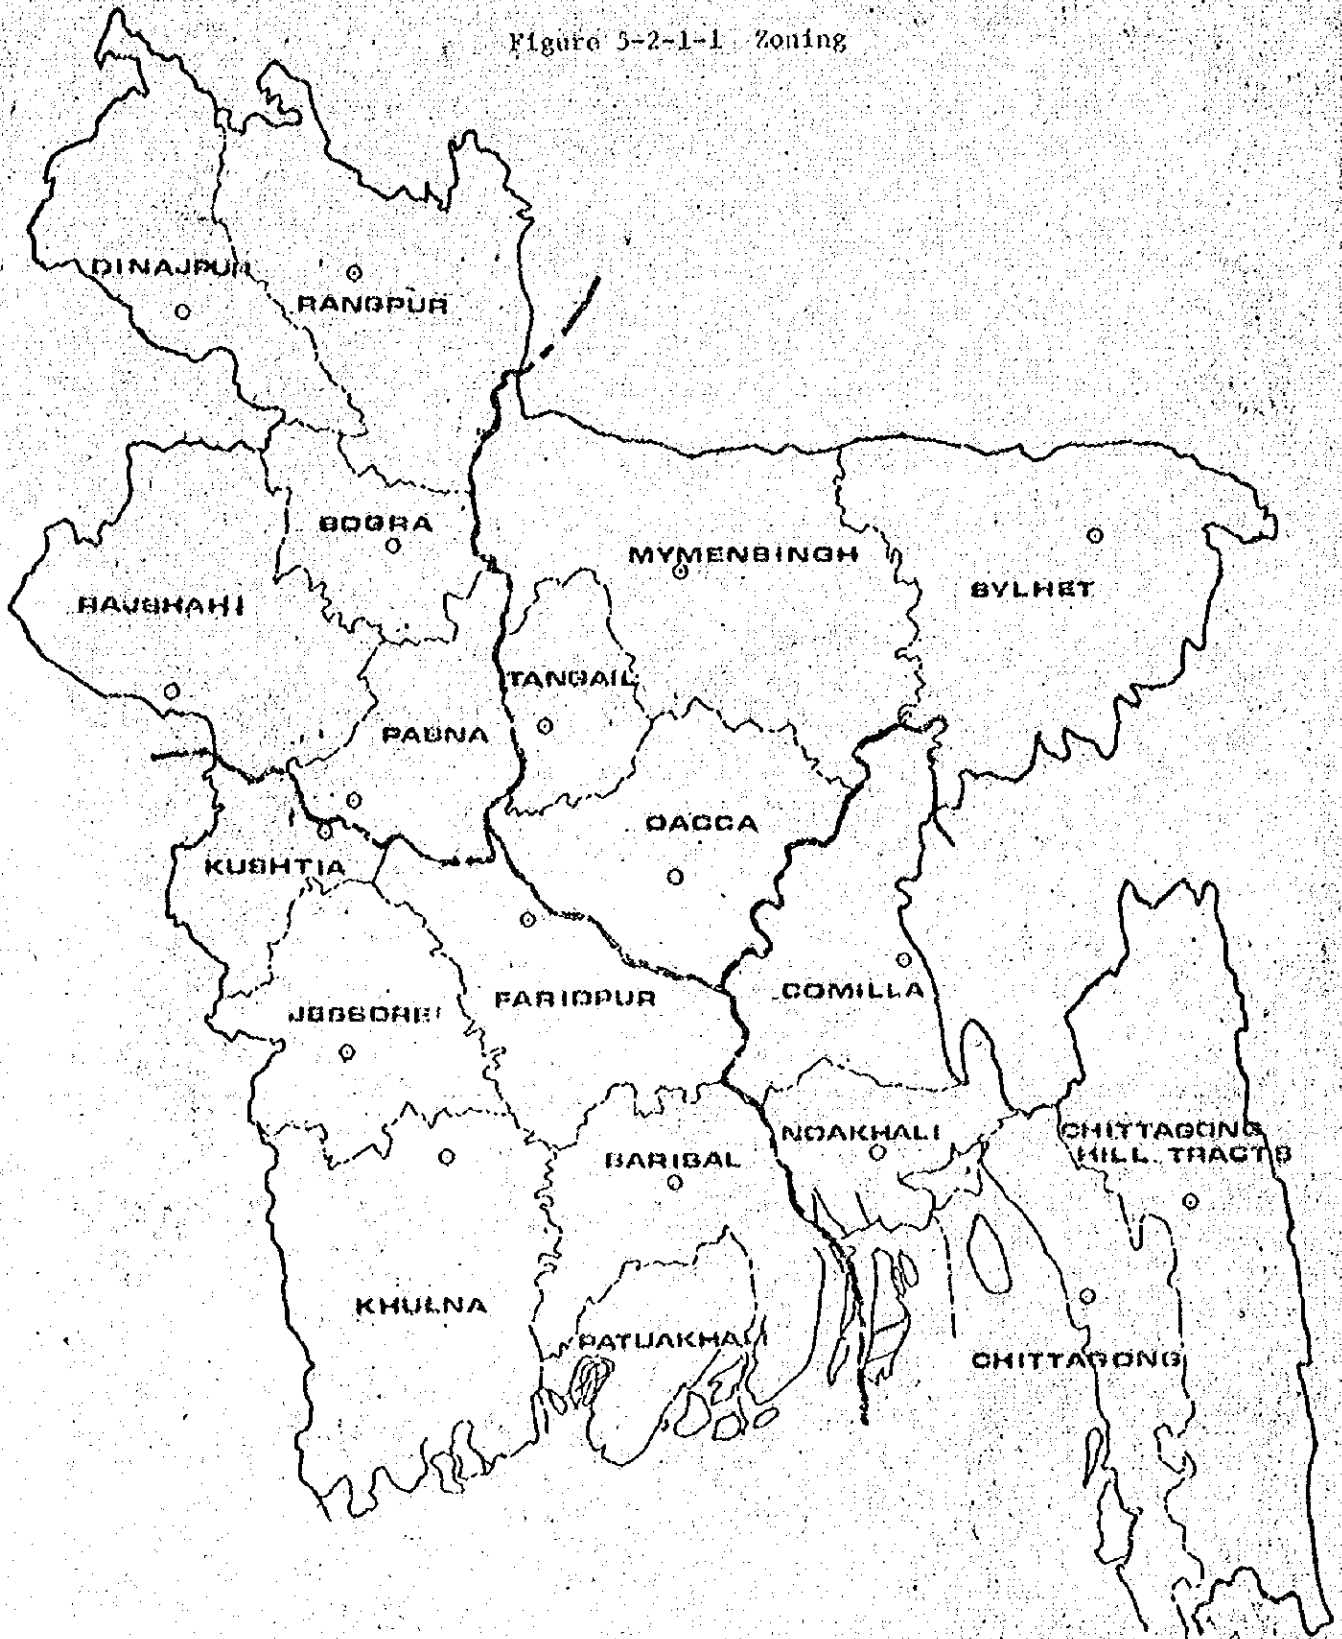 Figure 5-2-1-1 Zoning
DINAJPUR
RANGPUR
BOGRA
MYMENSINGH
SYLHET
RAJSHAHI
TANGAIL
PABNA
DACCA
KUSHTIA
COMILLA
FARIDPUR
JESSORE
NOAKHALI
CHITTAGONG
HILL TRACTS
BARISAL
KHULNA
PATUAKHALI
CHITTAGONG